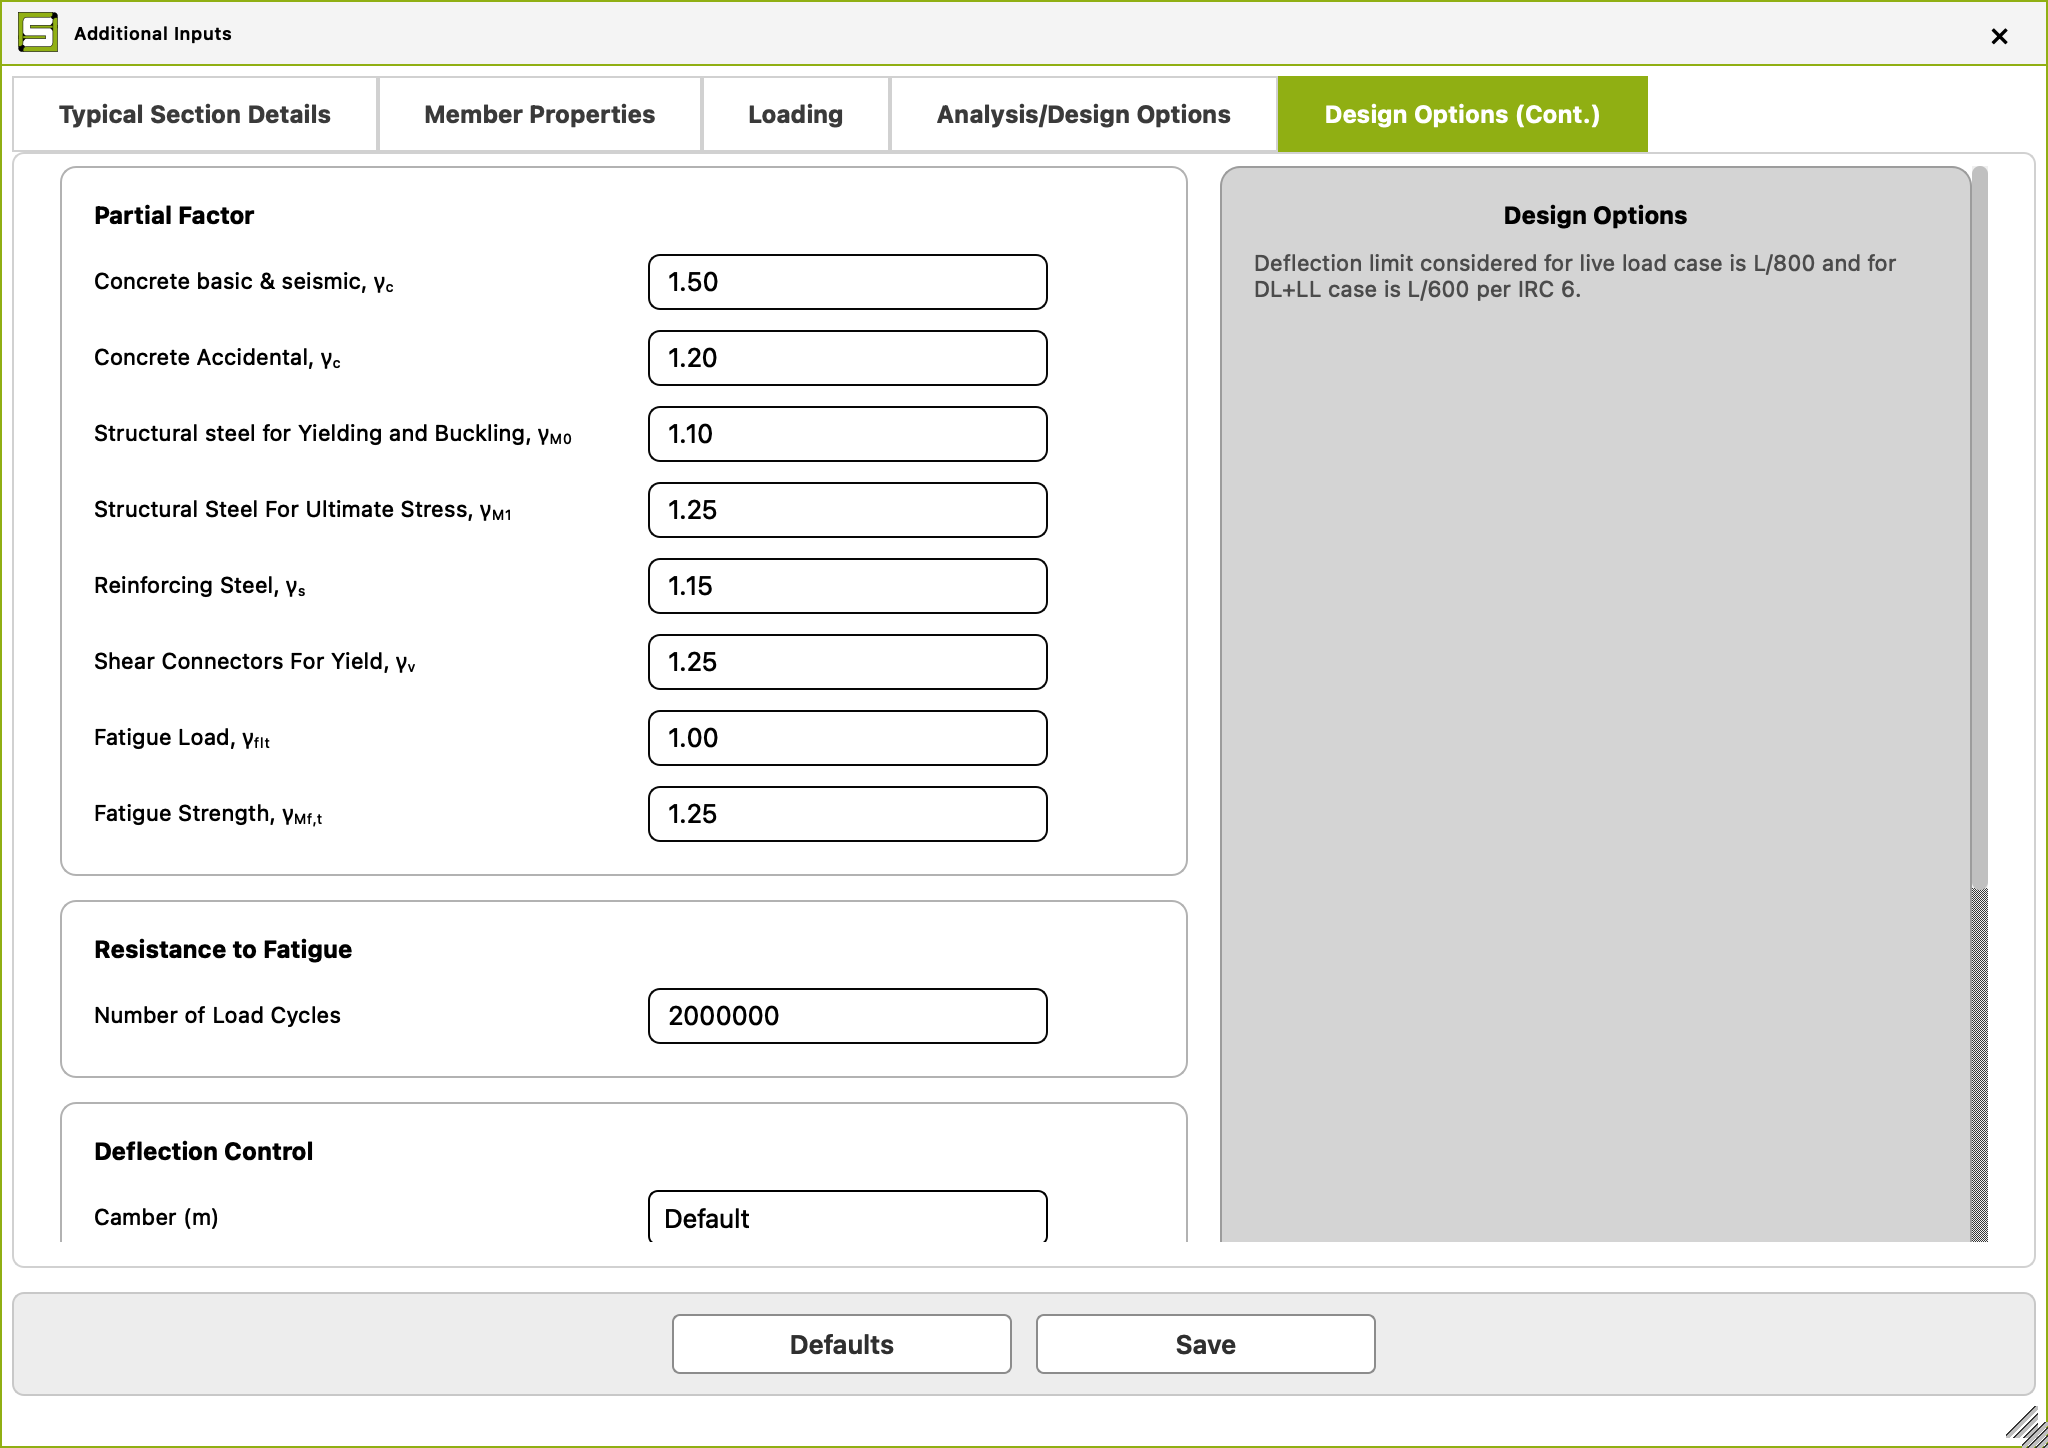 Additional Inputs
Typical Section Details
Member Properties
Loading
Analysis/Design Options
Design Options (Cont.)
Partial Factor
Concrete basic & seismic, γc
1.50
Concrete Accidental, γc
1.20
Structural steel for Yielding and Buckling, γM0
1.10
Structural Steel For Ultimate Stress, γM1
1.25
Reinforcing Steel, γs
1.15
Shear Connectors For Yield, γv
1.25
Fatigue Load, γflt
1.00
Fatigue Strength, γMf,t
1.25
Resistance to Fatigue
Number of Load Cycles
2000000
Deflection Control
Camber (m)
Default
Design Options
Deflection limit considered for live load case is L/800 and for
DL+LL case is L/600 per IRC 6.
Defaults
Save